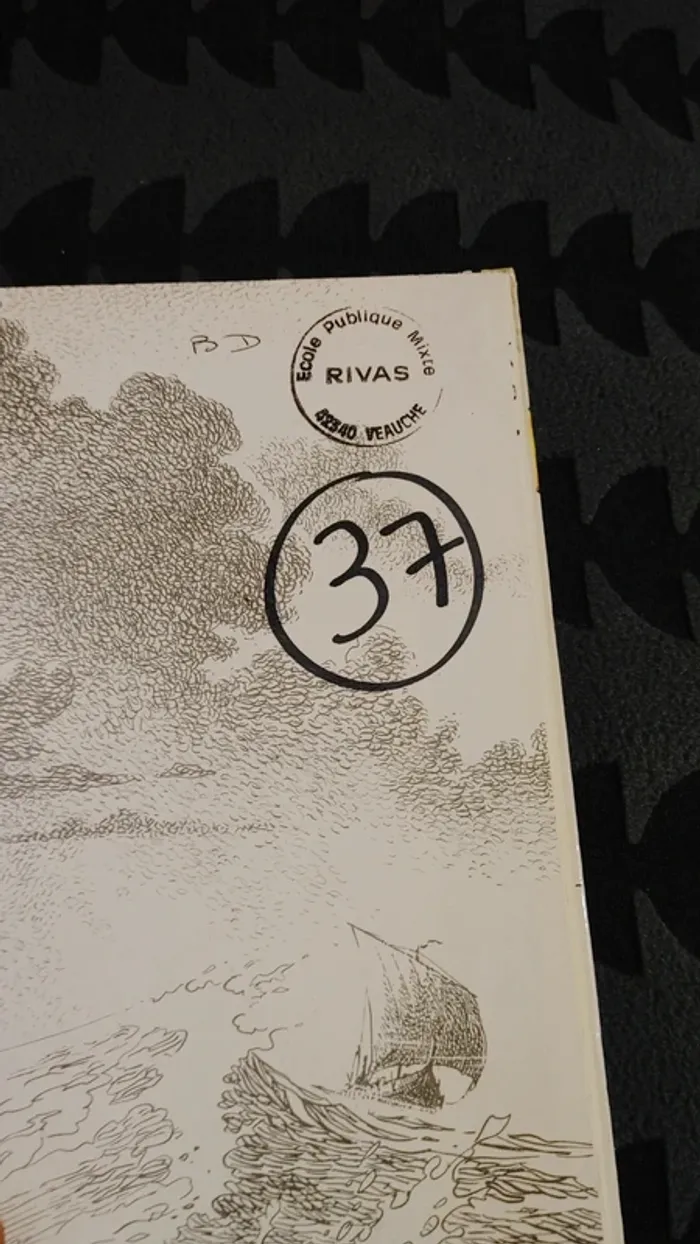 BD
Ecole Publique Mixte
RIVAS
42340 VEAUCHE
37